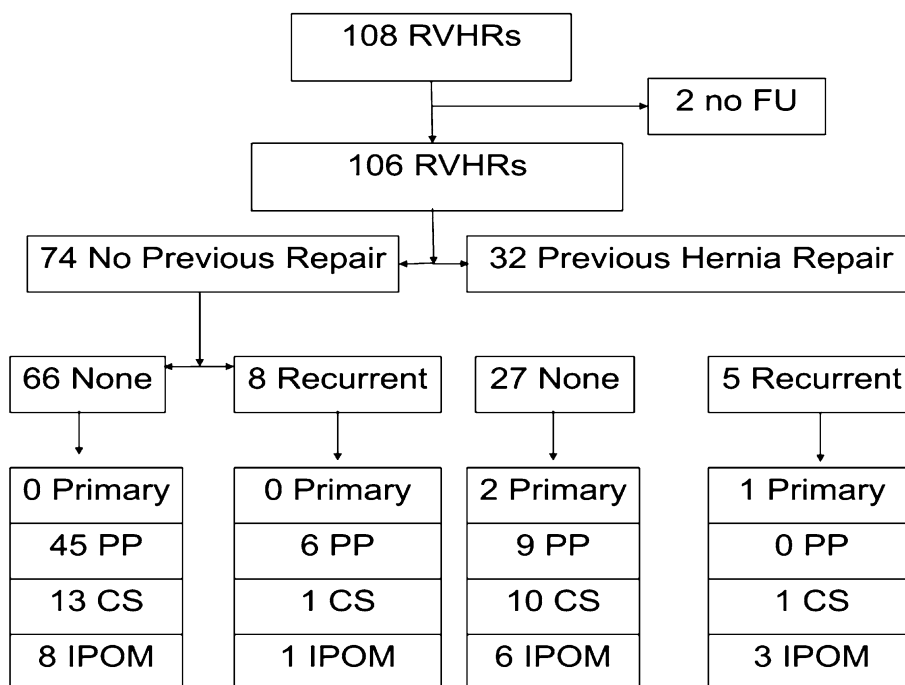 108 RVHRs
2 no FU
106 RVHRs
74 No Previous Repair
32 Previous Hernia Repair
66 None
8 Recurrent
27 None
5 Recurrent
0 Primary
45 PP
13 CS
8 IPOM
0 Primary
6 PP
1 CS
1 IPOM
2 Primary
9 PP
10 CS
6 IPOM
1 Primary
0 PP
1 CS
3 IPOM